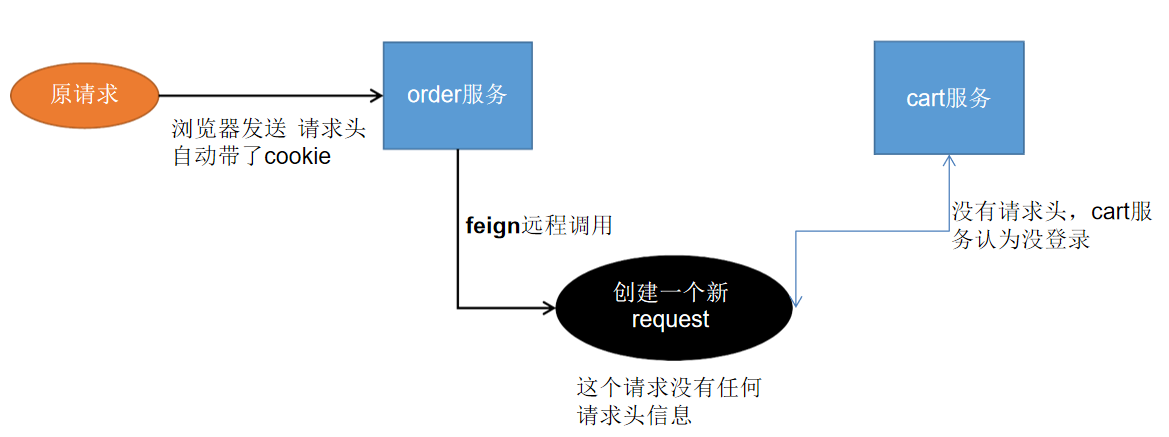 原请求
order服务
cart服务
浏览器发送 请求头
自动带了cookie
feign远程调用
没有请求头，cart服
务认为没登录
创建一个新
request
这个请求没有任何
请求头信息